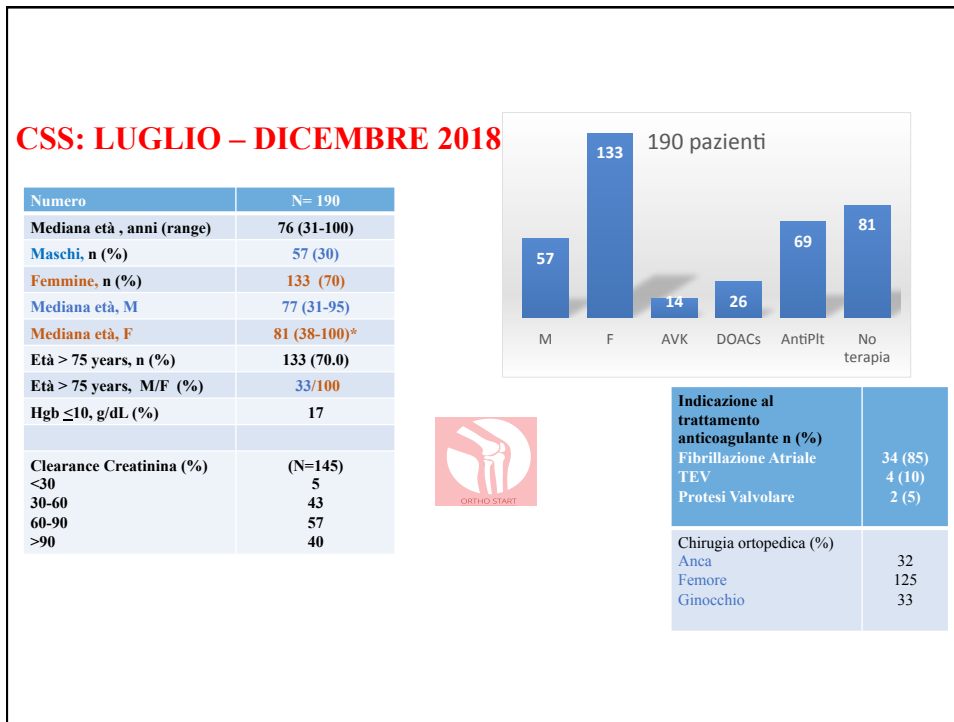 CSS: LUGLIO – DICEMBRE 2018
190 pazienti
57
133
14
26
69
81
M
F
AVK
DOACs
AntiPlt
No
terapia
Numero N= 190
Mediana età , anni (range) 76 (31-100)
Maschi, n (%) 57 (30)
Femmine, n (%) 133 (70)
Mediana età, M 77 (31-95)
Mediana età, F 81 (38-100)*
Età > 75 years, n (%) 133 (70.0)
Età > 75 years, M/F (%) 33/100
Hgb ≤10, g/dL (%) 17
Clearance Creatinina (%) (N=145)
<30 5
30-60 43
60-90 57
>90 40
ORTHO START
Indicazione al
trattamento
anticoagulante n (%)
Fibrillazione Atriale 34 (85)
TEV 4 (10)
Protesi Valvolare 2 (5)
Chirugia ortopedica (%)
Anca 32
Femore 125
Ginocchio 33